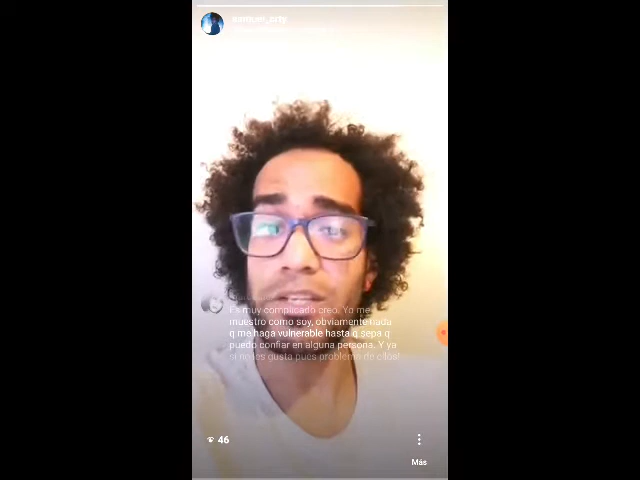 Es muy complicado creo. Yo me
muestro como soy, obviamente nada
q me haga vulnerable hasta q sepa q
puedo confiar en alguna persona. Y ya
si no les gusta pues problema de ellos!
46
Más